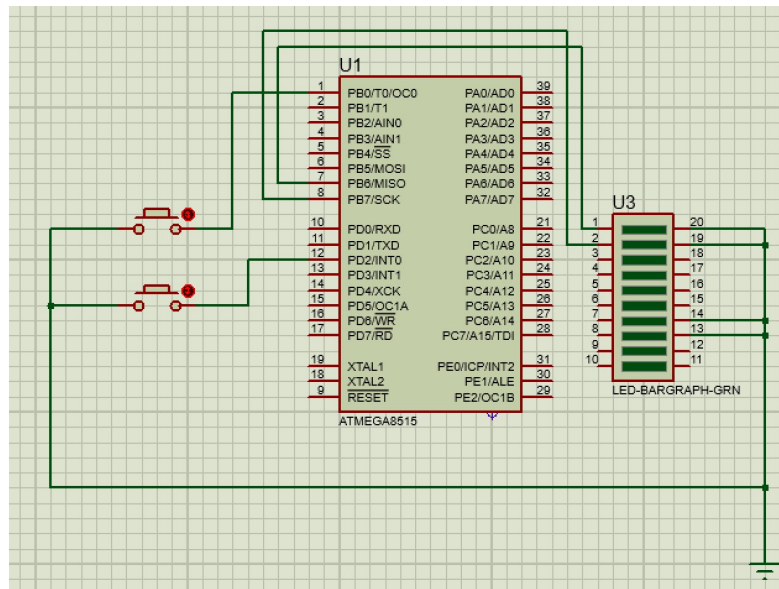 U1
1 PB0/T0/OC0 PA0/AD0 39
2 PB1/T1 PA1/AD1 38
3 PB2/AIN0 PA2/AD2 37
4 PB3/AIN1 PA3/AD3 36
5 PB4/SS PA4/AD4 35
6 PB5/MOSI PA5/AD5 34
7 PB6/MISO PA6/AD6 33
8 PB7/SCK PA7/AD7 32
10 PD0/RXD PC0/A8 21
11 PD1/TXD PC1/A9 22
12 PD2/INT0 PC2/A10 23
13 PD3/INT1 PC3/A11 24
14 PD4/XCK PC4/A12 25
15 PD5/OC1A PC5/A13 26
16 PD6/WR PC6/A14 27
17 PD7/RD PC7/A15/TDI 28
19 XTAL1 PE0/ICP/INT2 31
18 XTAL2 PE1/ALE 30
9 RESET PE2/OC1B 29
ATMEGA8515
U3
1 20
2 19
3 18
4 17
5 16
6 15
7 14
8 13
9 12
10 11
LED-BARGRAPH-GRN